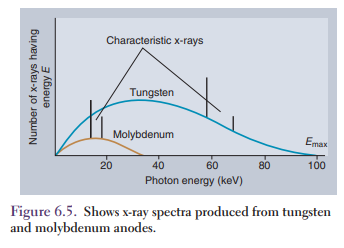 Number of x-rays having
energy E
Characteristic x-rays
Tungsten
Molybdenum
Emax
20
40
60
80
100
Photon energy (keV)
Figure 6.5. Shows x-ray spectra produced from tungsten
and molybdenum anodes.